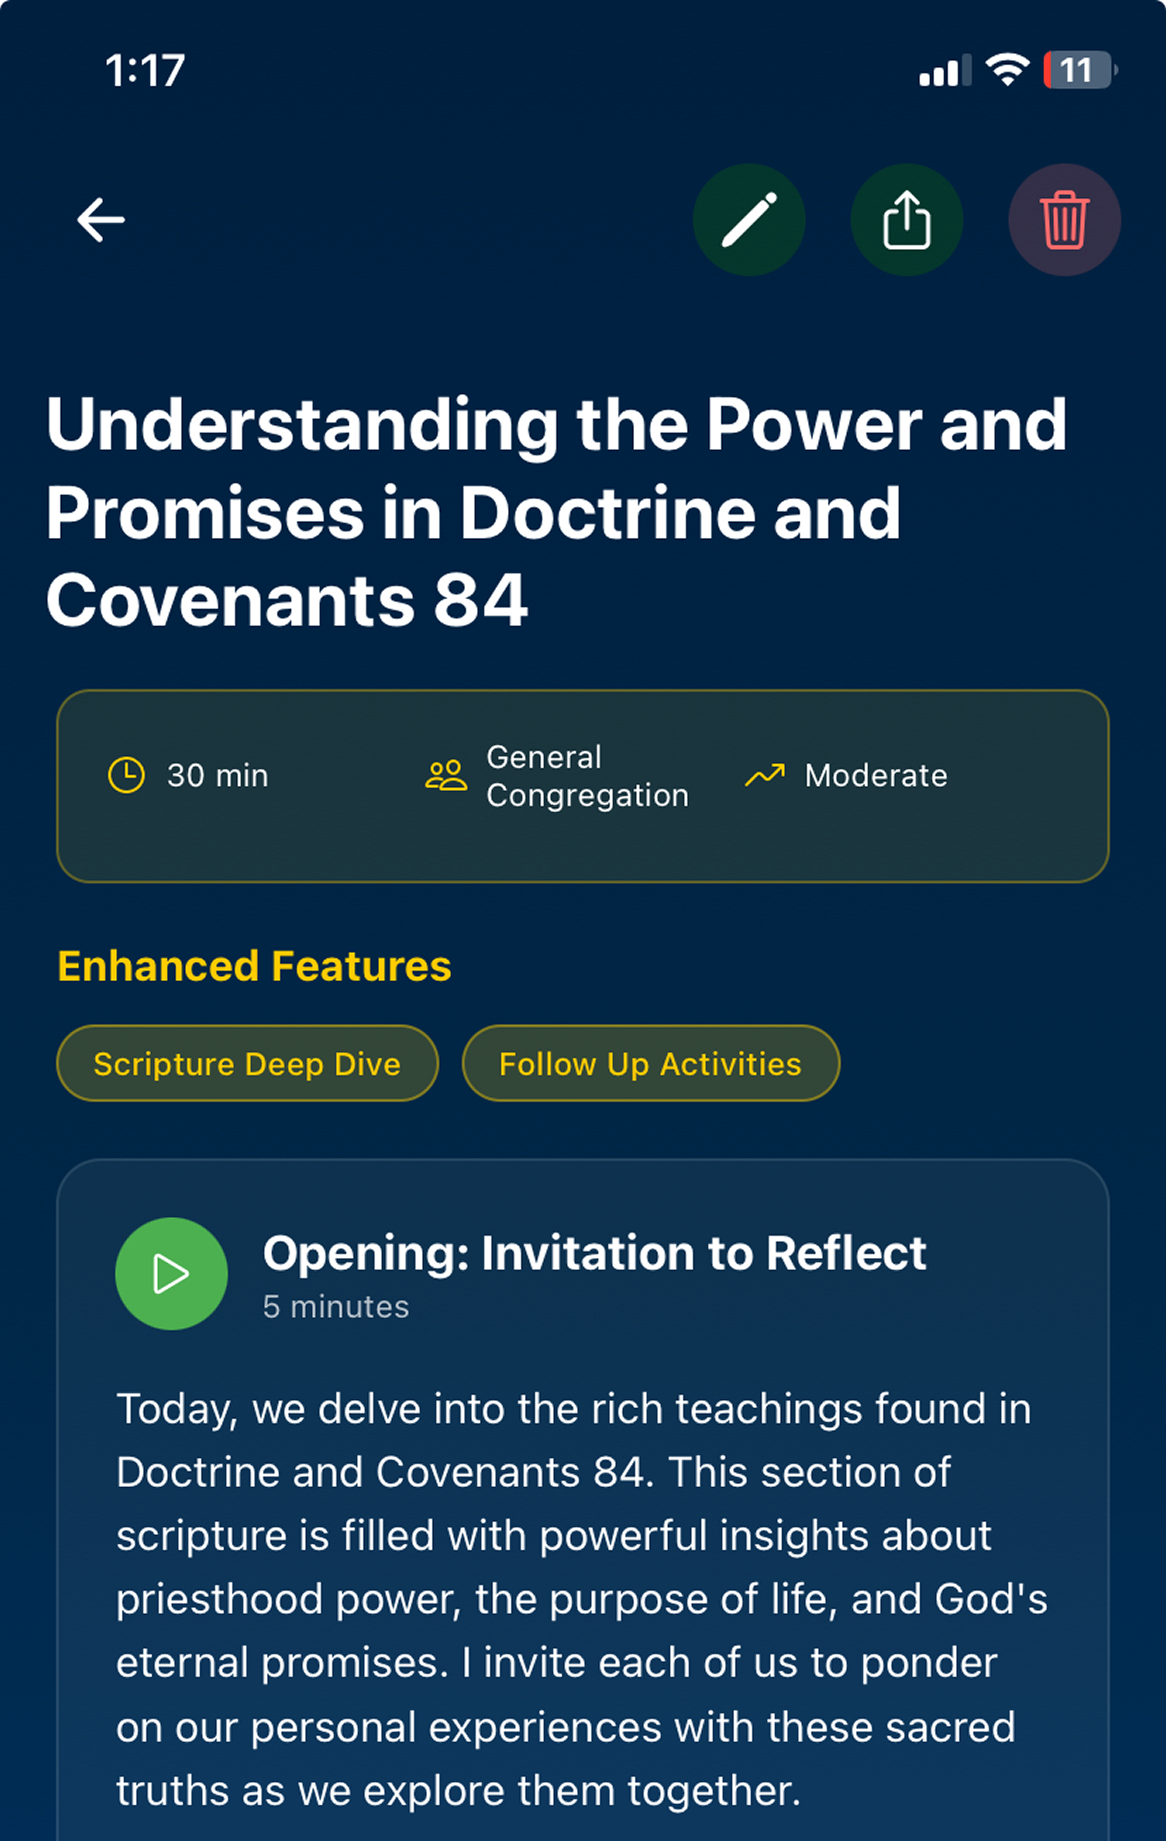 1:17
11
Understanding the Power and
Promises in Doctrine and
Covenants 84
30 min
General
Congregation
Moderate
Enhanced Features
Scripture Deep Dive
Follow Up Activities
Opening: Invitation to Reflect
5 minutes
Today, we delve into the rich teachings found in
Doctrine and Covenants 84. This section of
scripture is filled with powerful insights about
priesthood power, the purpose of life, and God's
eternal promises. I invite each of us to ponder
on our personal experiences with these sacred
truths as we explore them together.